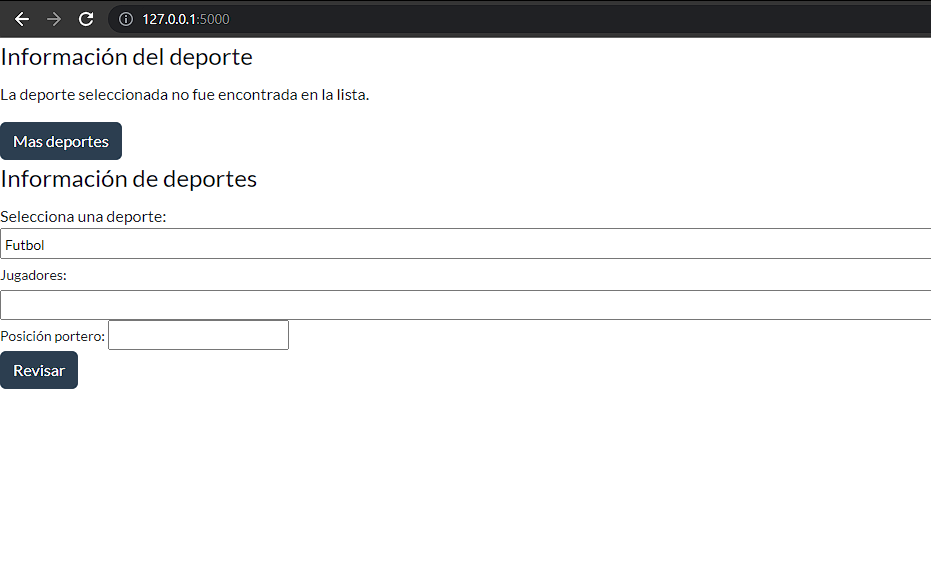 127.0.0.1:5000
Información del deporte
La deporte seleccionada no fue encontrada en la lista.
Mas deportes
Información de deportes
Selecciona una deporte:
Futbol
Jugadores:
Posición portero:
Revisar